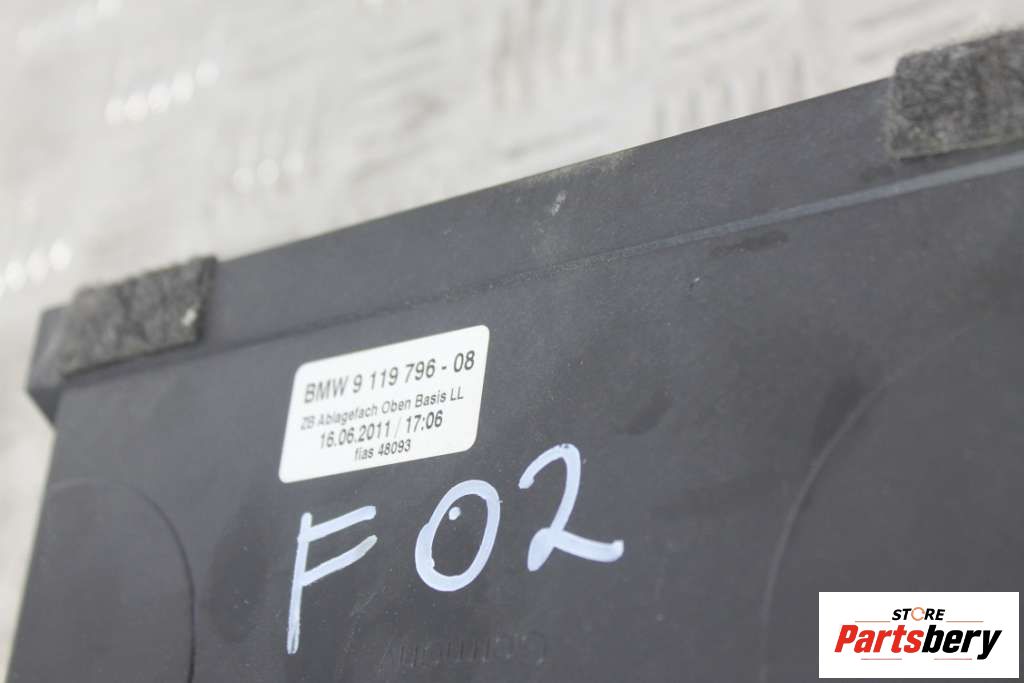 BMW 9 119 796 - 08
ZB Ablagefach Oben Basis LL
16.06.2011 / 17:06
fias 48093
F02
STORE
Partsbery